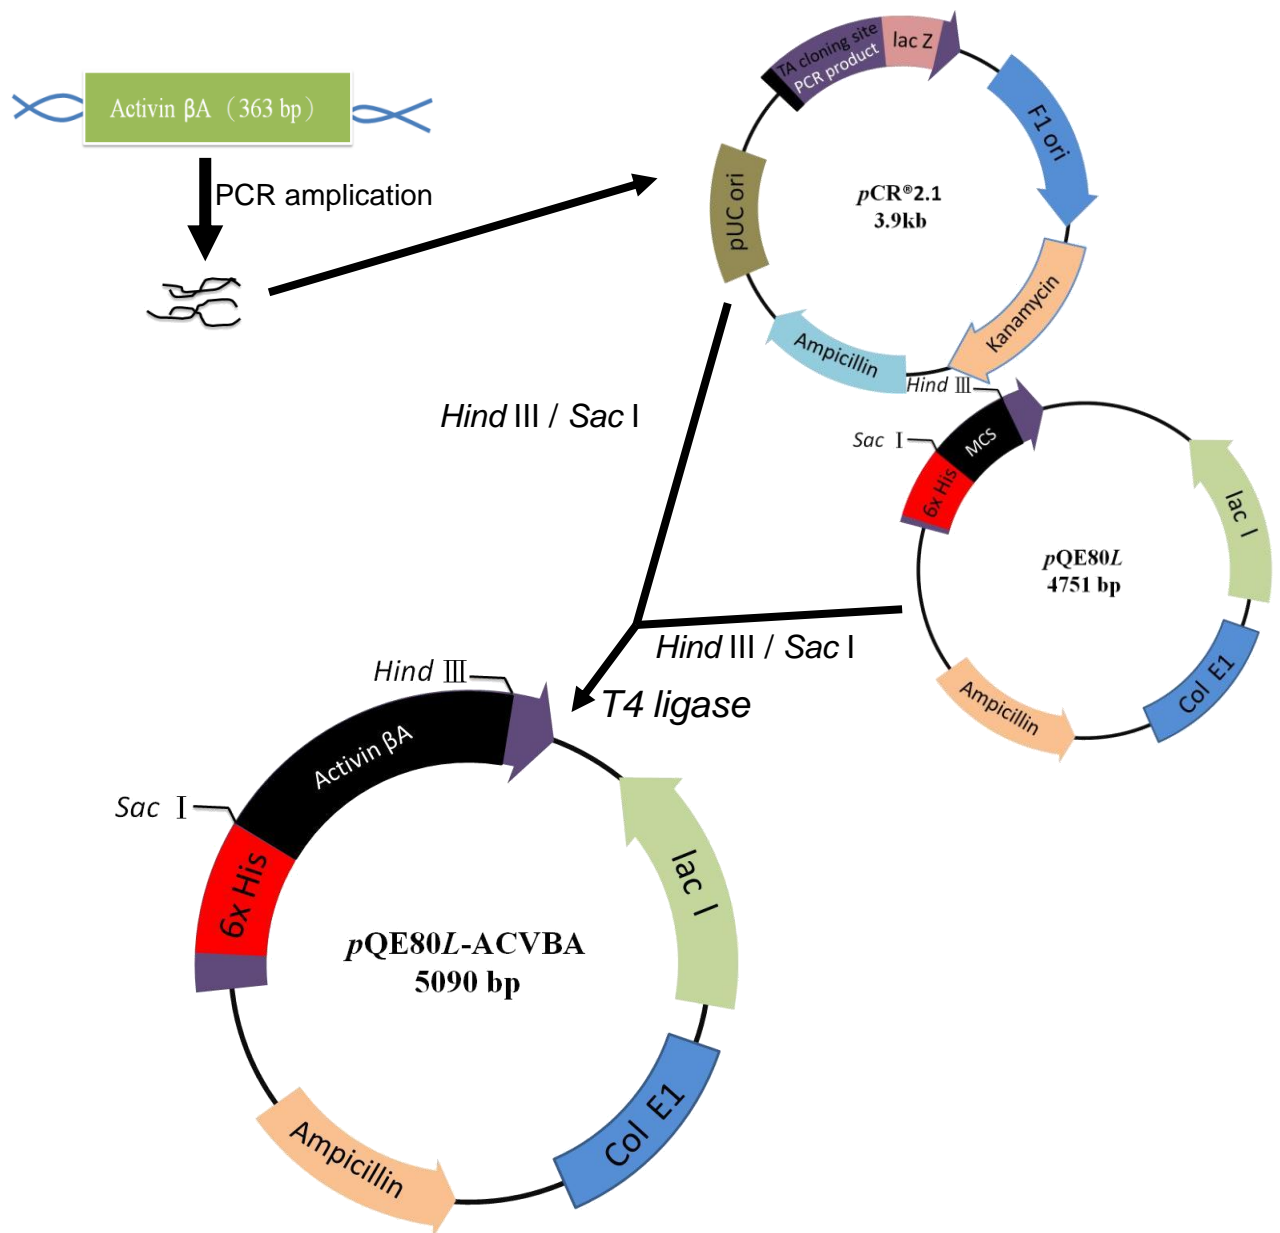 Activin βA（363 bp）
PCR amplication
TA cloning site
PCR product
lac Z
F1 ori
pUC ori
pCR®2.1
3.9kb
Kanamycin
Ampicillin
Hind III / Sac I
Hind Ⅲ
Sac Ⅰ
MCS
6x His
lac I
pQE80L
4751 bp
Col E1
Ampicillin
Hind III / Sac I
T4 ligase
Hind Ⅲ
Activin βA
Sac Ⅰ
6x His
lac I
pQE80L-ACVBA
5090 bp
Col E1
Ampicillin